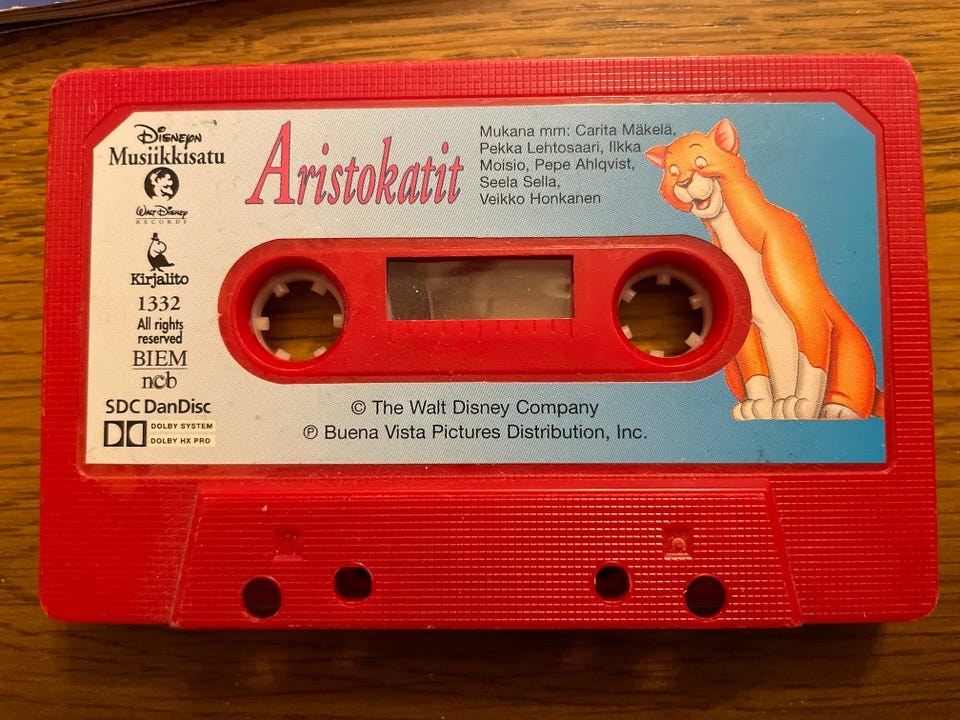 DISNEYN
Musiikkisatu
WALT DISNEY
RECORDS
Kirjalito
1332
All rights
reserved
BIEM
ncb
SDC DanDisc
DOLBY SYSTEM
DOLBY HX PRO
Aristokatit
Mukana mm: Carita Mäkelä,
Pekka Lehtosaari, Ilkka
Moisio, Pepe Ahlqvist,
Seela Sella,
Veikko Honkanen
© The Walt Disney Company
℗ Buena Vista Pictures Distribution, Inc.